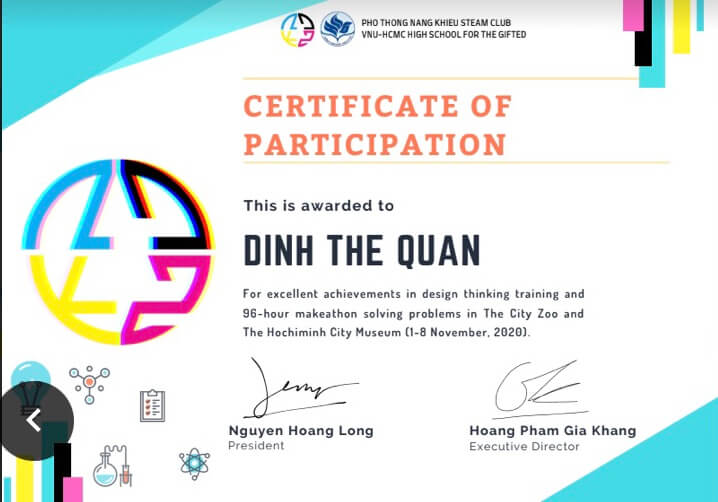 PHO THONG NANG KHIEU STEAM CLUB
VNU-HCMC HIGH SCHOOL FOR THE GIFTED
CERTIFICATE OF
PARTICIPATION
This is awarded to
DINH THE QUAN
For excellent achievements in design thinking training and
96-hour makeathon solving problems in The City Zoo and
The Hochiminh City Museum (1-8 November, 2020).
Nguyen Hoang Long
President
Hoang Pham Gia Khang
Executive Director